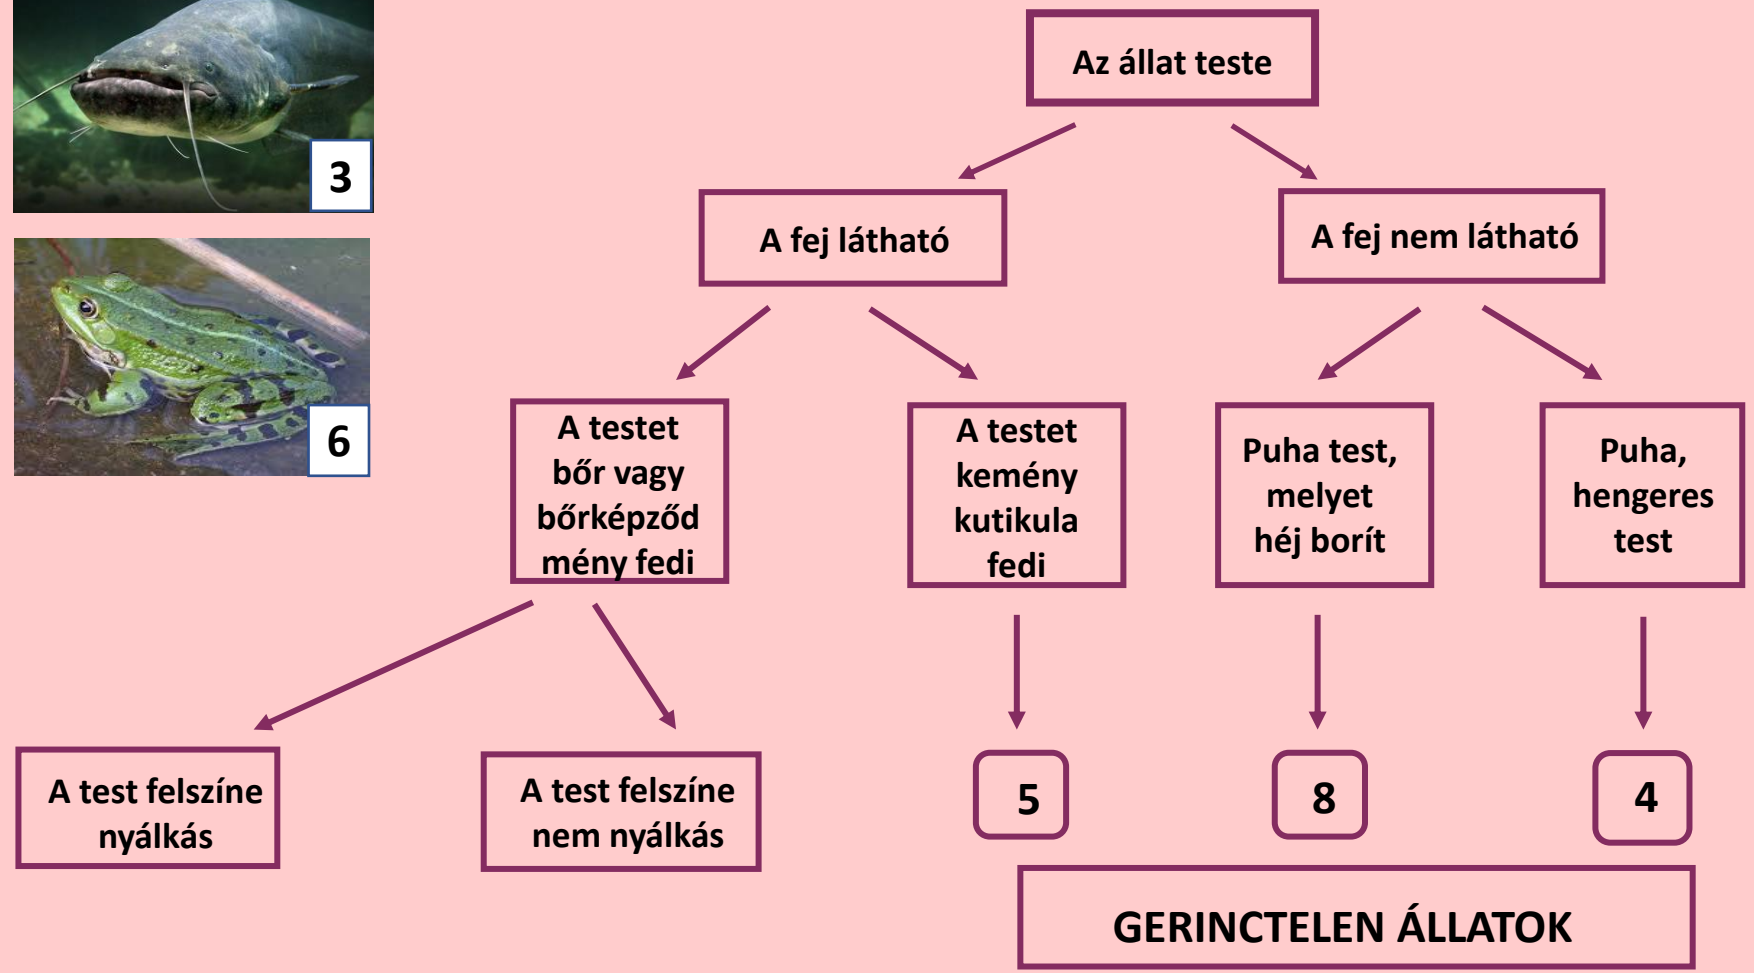 3
6
Az állat teste
A fej látható
A fej nem látható
A testet
bőr vagy
bőrképződ
mény fedi
A testet
kemény
kutikula
fedi
Puha test,
melyet
héj borít
Puha,
hengeres
test
A test felszíne
nyálkás
A test felszíne
nem nyálkás
5
8
4
GERINCTELEN ÁLLATOK